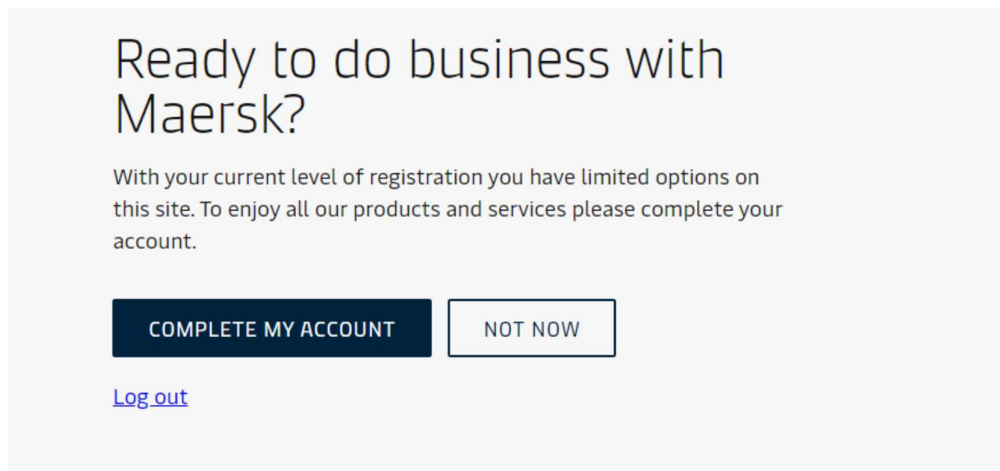 Ready to do business with
Maersk?
With your current level of registration you have limited options on
this site. To enjoy all our products and services please complete your
account.
COMPLETE MY ACCOUNT
NOT NOW
Log out